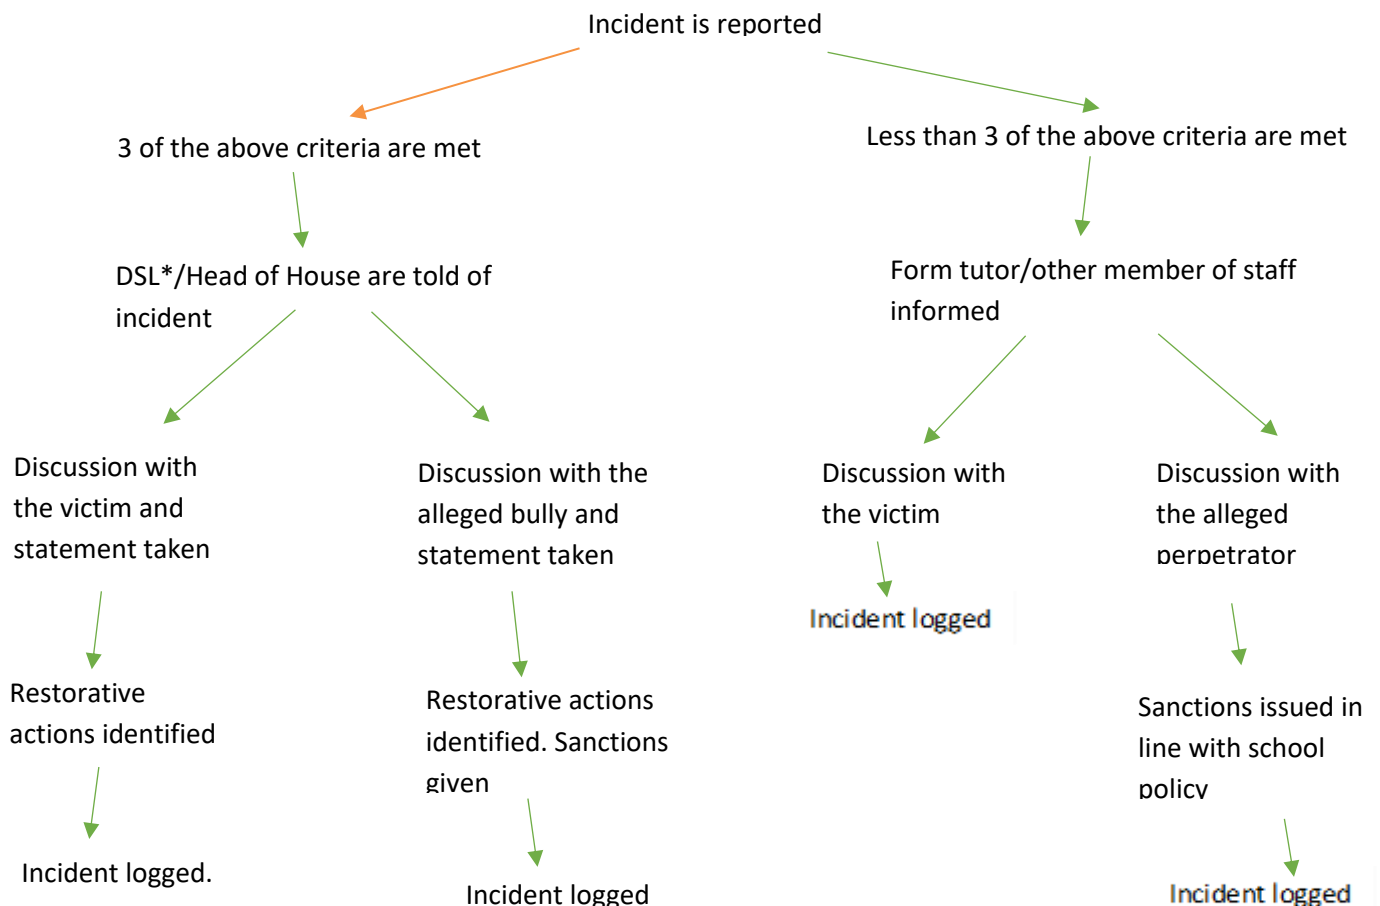 Incident is reported
3 of the above criteria are met
Less than 3 of the above criteria are met
DSL*/Head of House are told of
incident
Form tutor/other member of staff
informed
Discussion with
the victim and
statement taken
Discussion with the
alleged bully and
statement taken
Discussion with
the victim
Discussion with
the alleged
perpetrator
Incident logged
Restorative
actions identified
Restorative actions
identified. Sanctions
given
Sanctions issued in
line with school
policy
Incident logged.
Incident logged
Incident logged